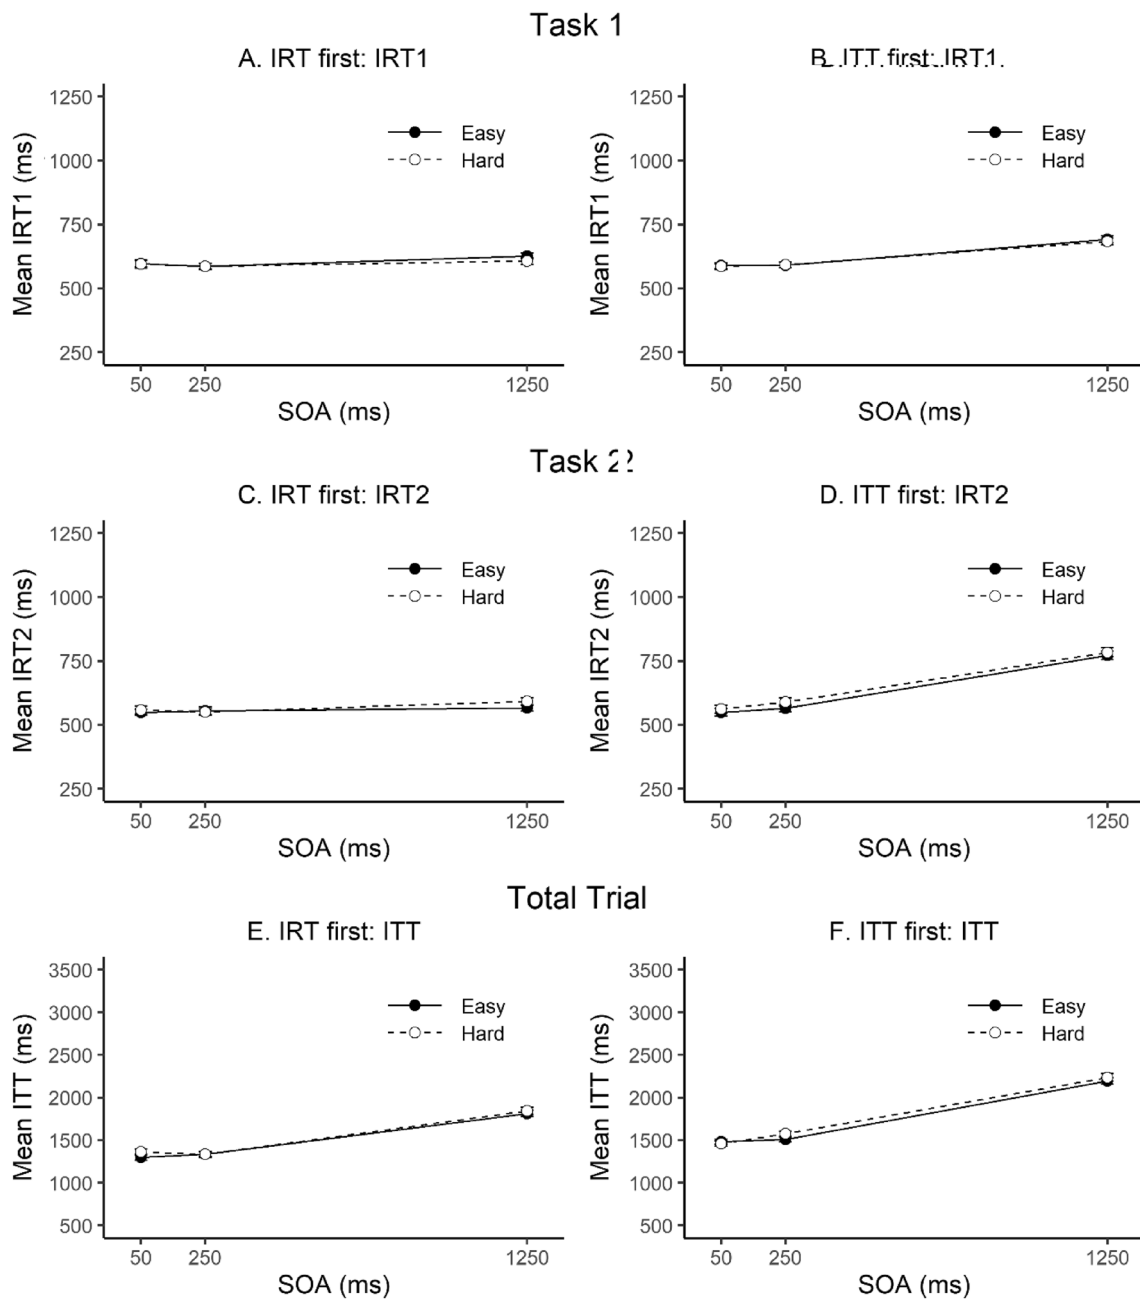 Task 1
A. IRT first: IRT1
B. ITT first: IRT1
Mean IRT1 (ms)
1250
1000
750
500
250
Easy
Hard
50 250 1250
SOA (ms)
Mean IRT1 (ms)
1250
1000
750
500
250
Easy
Hard
50 250 1250
SOA (ms)
Task 2
C. IRT first: IRT2
D. ITT first: IRT2
Mean IRT2 (ms)
1250
1000
750
500
250
Easy
Hard
50 250 1250
SOA (ms)
Mean IRT2 (ms)
1250
1000
750
500
250
Easy
Hard
50 250 1250
SOA (ms)
Total Trial
E. IRT first: ITT
F. ITT first: ITT
Mean ITT (ms)
3500
3000
2500
2000
1500
1000
500
Easy
Hard
50 250 1250
SOA (ms)
Mean ITT (ms)
3500
3000
2500
2000
1500
1000
500
Easy
Hard
50 250 1250
SOA (ms)